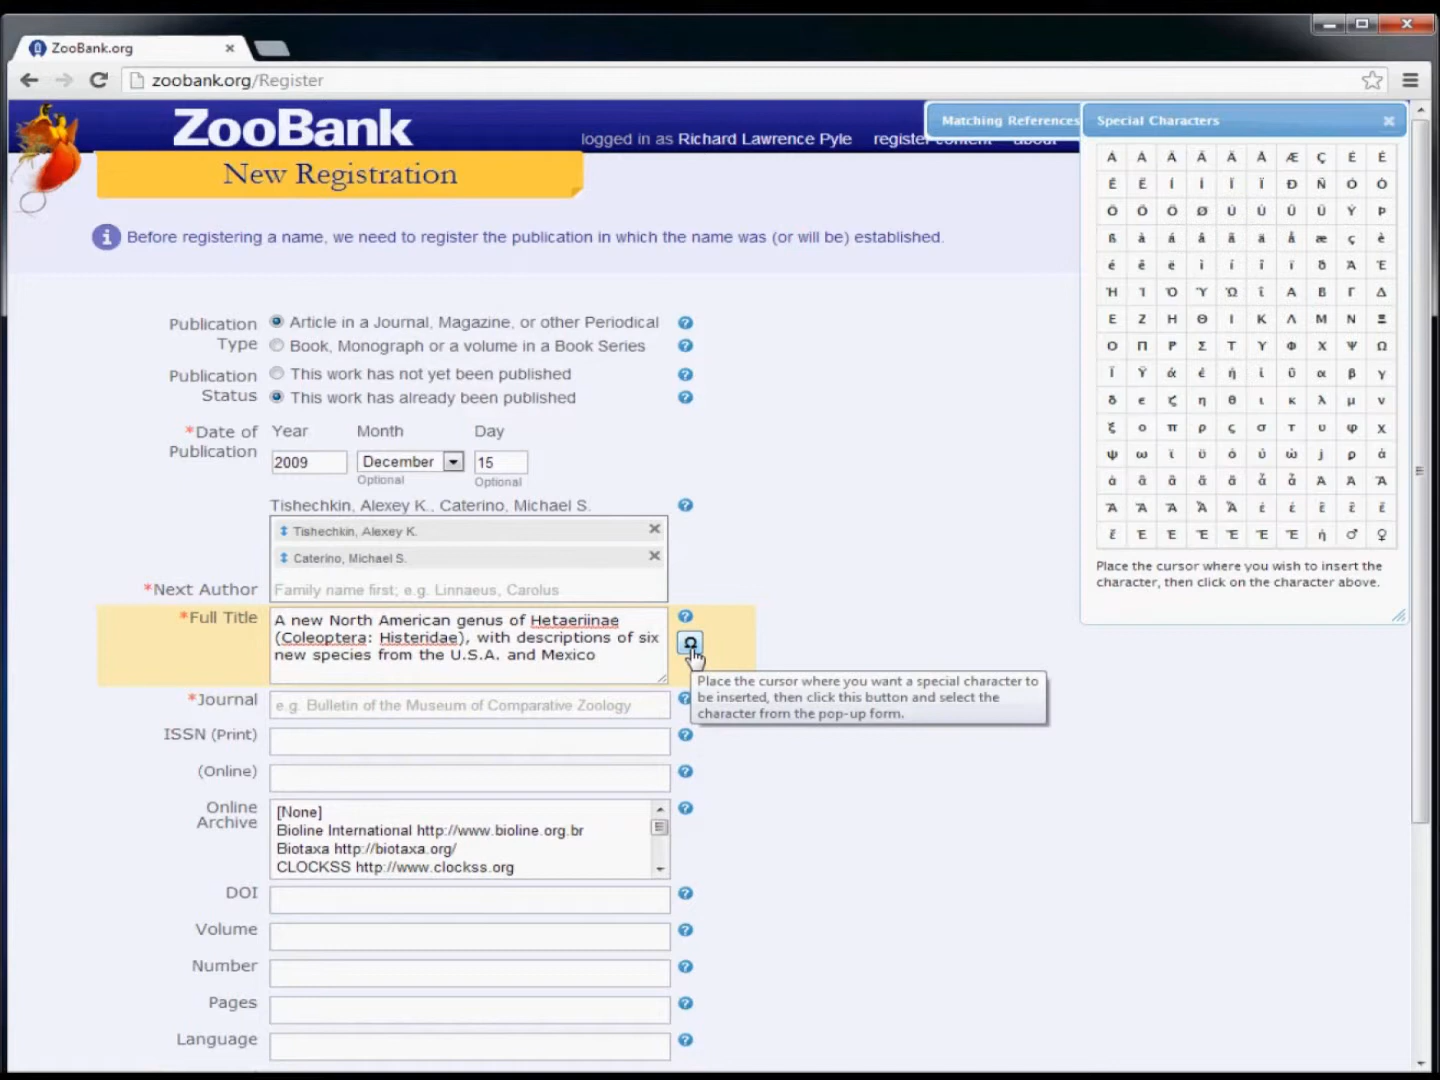 ZooBank.org
zoobank.org/Register
ZooBank
logged in as Richard Lawrence Pyle register content about
Matching References
Special Characters
New Registration
Before registering a name, we need to register the publication in which the name was (or will be) established.
Publication Type
Article in a Journal, Magazine, or other Periodical
Book, Monograph or a volume in a Book Series
Publication Status
This work has not yet been published
This work has already been published
*Date of Publication
Year Month Day
2009 December 15
Optional Optional
Tishechkin, Alexey K., Caterino, Michael S.
Tishechkin, Alexey K.
Caterino, Michael S.
*Next Author Family name first; e.g. Linnaeus, Carolus
*Full Title
A new North American genus of Hetaeriinae
(Coleoptera: Histeridae), with descriptions of six
new species from the U.S.A. and Mexico
Ω
Place the cursor where you want a special character to
be inserted, then click this button and select the
character from the pop-up form.
*Journal e.g. Bulletin of the Museum of Comparative Zoology
ISSN (Print)
(Online)
Online Archive
[None]
Bioline International http://www.bioline.org.br
Biotaxa http://biotaxa.org/
CLOCKSS http://www.clockss.org
DOI
Volume
Number
Pages
Language
Place the cursor where you wish to insert the
character, then click on the character above.